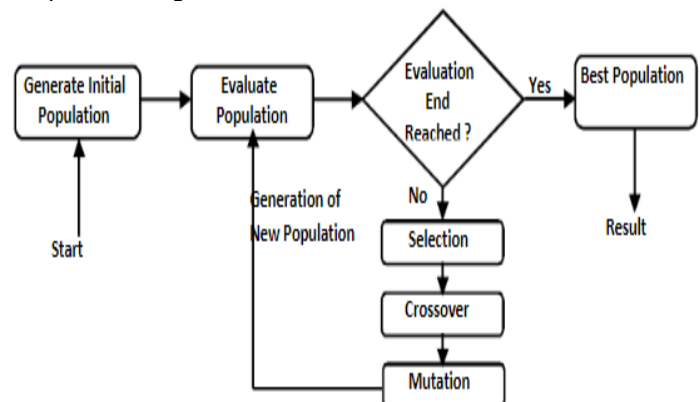 Generate Initial
Population
Evaluate
Population
Evaluation
End
Reached ?
Yes
Best Population
No
Generation of
New Population
Selection
Start
Result
Crossover
Mutation